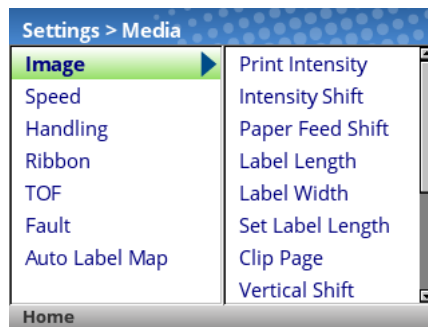 Settings > Media
Image
Speed
Handling
Ribbon
TOF
Fault
Auto Label Map
Print Intensity
Intensity Shift
Paper Feed Shift
Label Length
Label Width
Set Label Length
Clip Page
Vertical Shift
Home